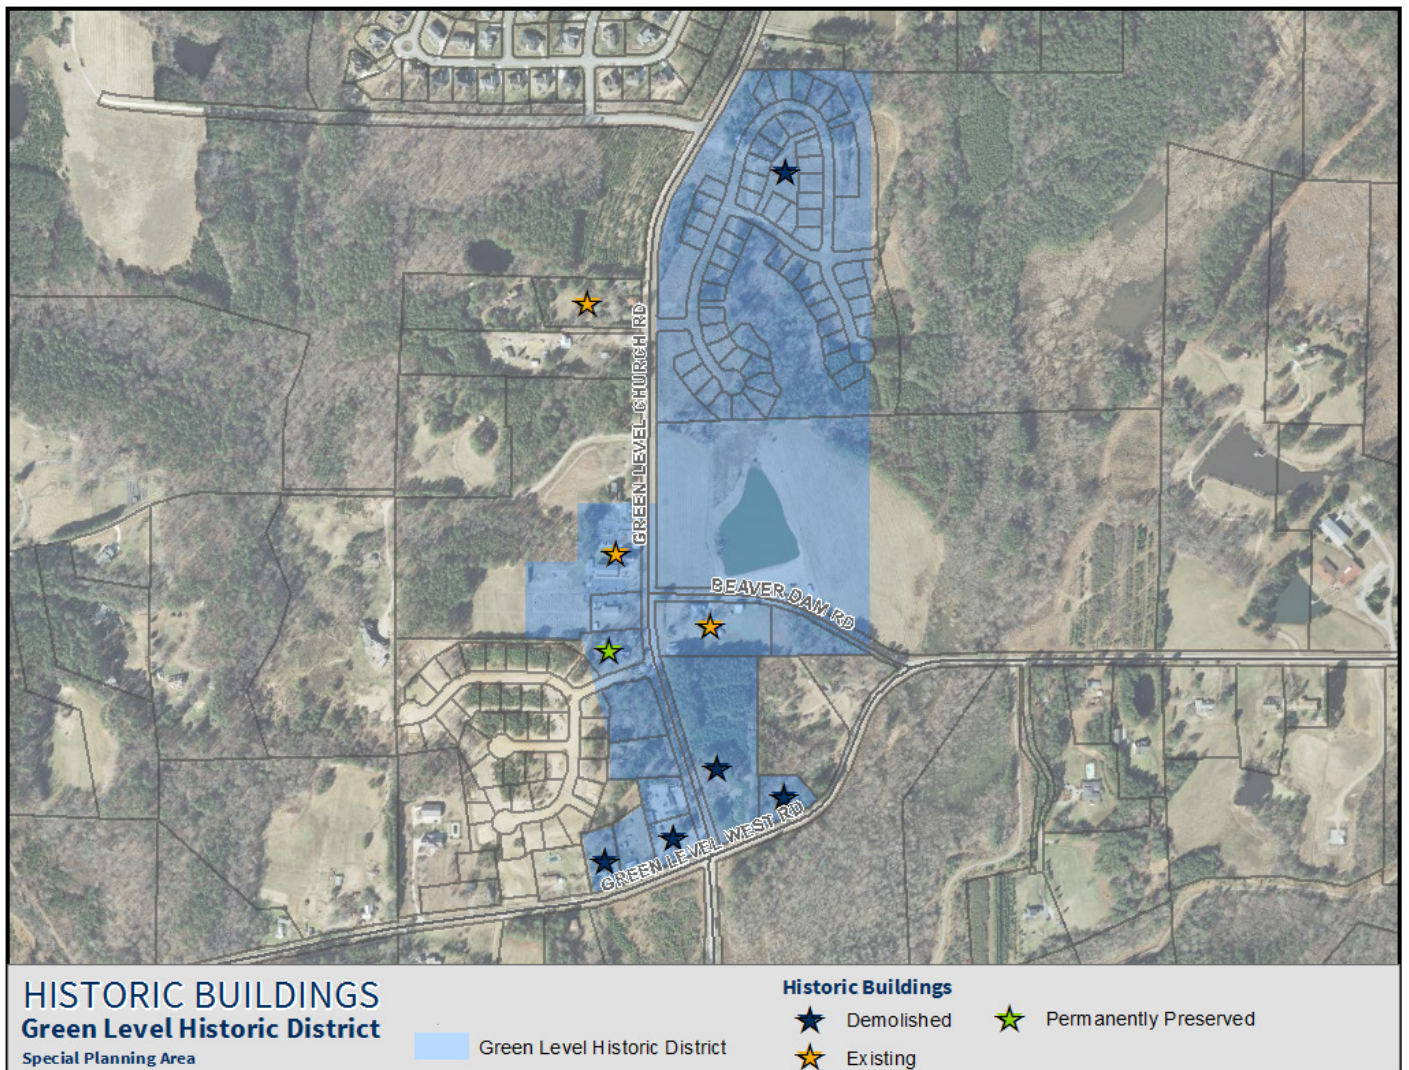 GREEN LEVEL CHURCH RD
BEAVER DAM RD
GREEN LEVEL WEST RD
HISTORIC BUILDINGS
Green Level Historic District
Special Planning Area
Green Level Historic District
Historic Buildings
Demolished
Permanently Preserved
Existing